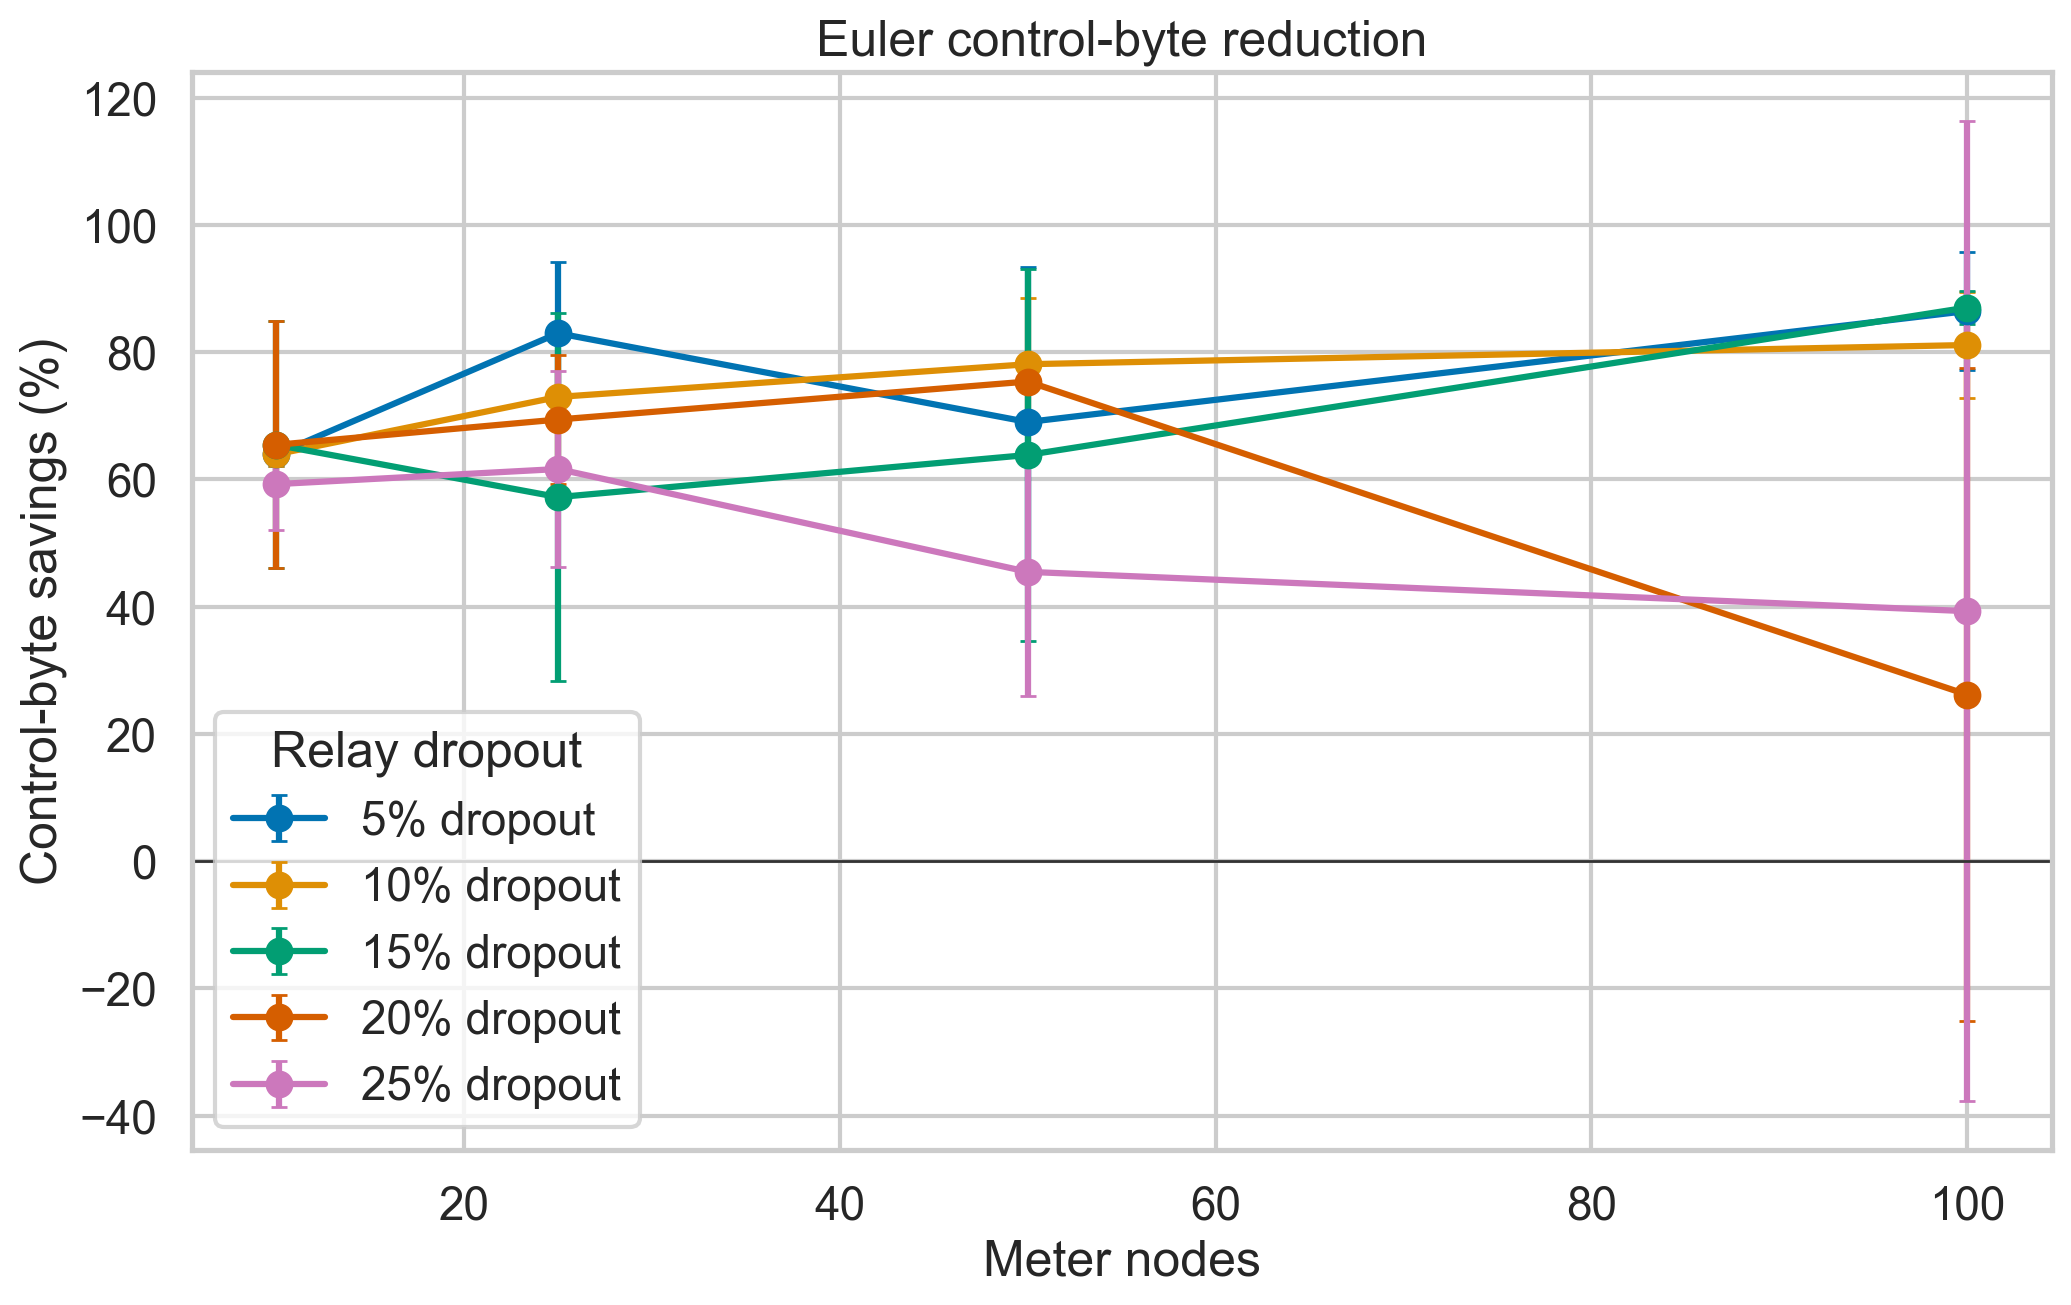 Euler control-byte reduction
Control-byte savings (%)
120
100
80
60
40
20
0
−20
−40
Relay dropout
5% dropout
10% dropout
15% dropout
20% dropout
25% dropout
20
40
60
80
100
Meter nodes